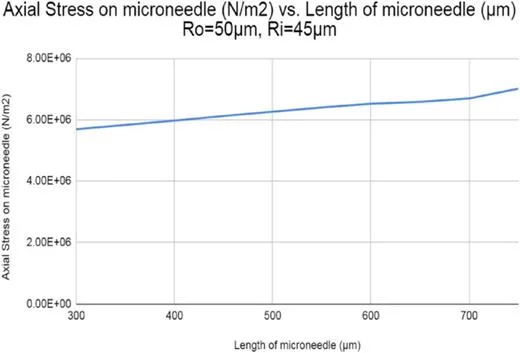 Axial Stress on microneedle (N/m2) vs. Length of microneedle (μm)
Ro=50μm, Ri=45μm
Axial Stress on microneedle (N/m2)
8.00E+06
6.00E+06
4.00E+06
2.00E+06
0.00E+00
300
400
500
600
700
Length of microneedle (μm)